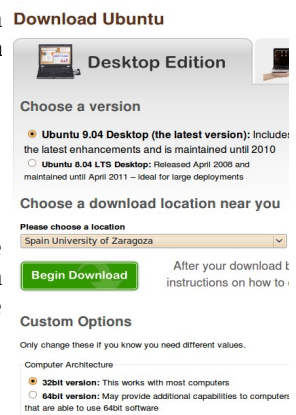 Download Ubuntu
Desktop Edition
Choose a version
Ubuntu 9.04 Desktop (the latest version): Includes
the latest enhancements and is maintained until 2010
Ubuntu 8.04 LTS Desktop: Released April 2008 and
maintained until April 2011 – ideal for large deployments
Choose a download location near you
Please choose a location
Spain University of Zaragoza
Begin Download
After your download b
instructions on how to
Custom Options
Only change these if you know you need different values.
Computer Architecture
32bit version: This works with most computers
64bit version: May provide additional capabilities to computers
that are able to use 64bit software